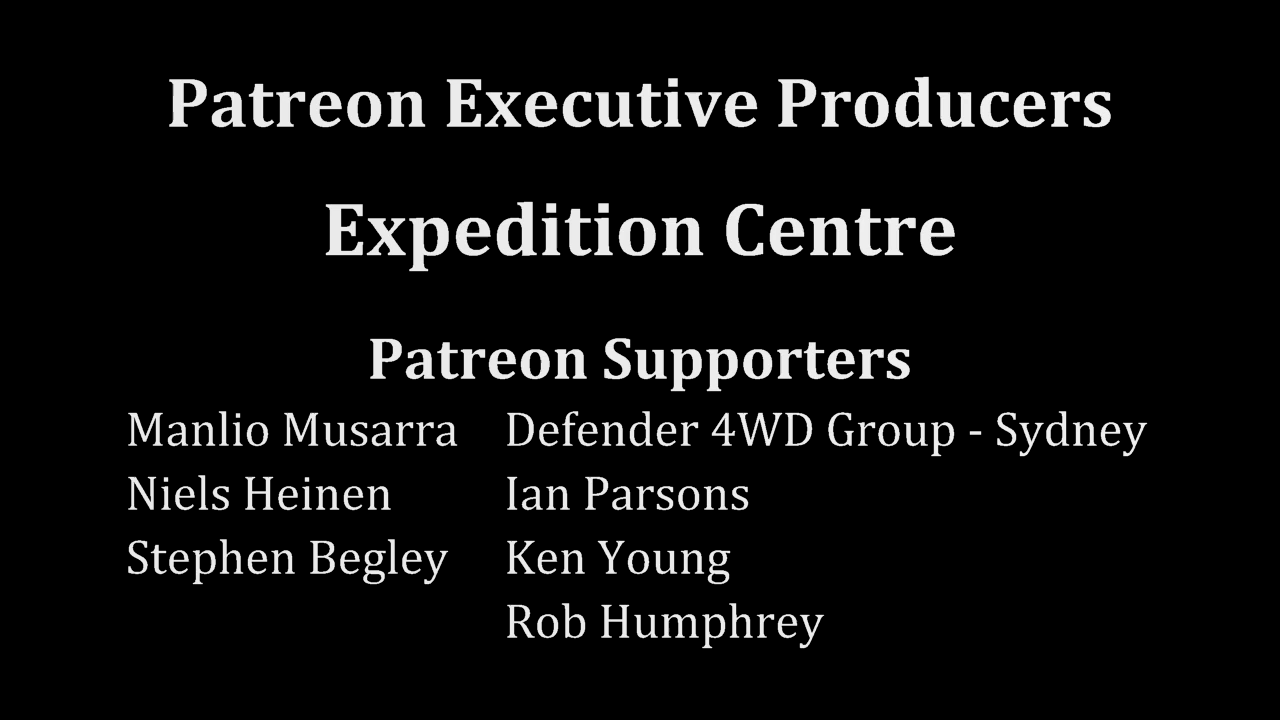 Patreon Executive Producers
Expedition Centre
Patreon Supporters
Manlio Musarra
Niels Heinen
Stephen Begley
Defender 4WD Group - Sydney
Ian Parsons
Ken Young
Rob Humphrey